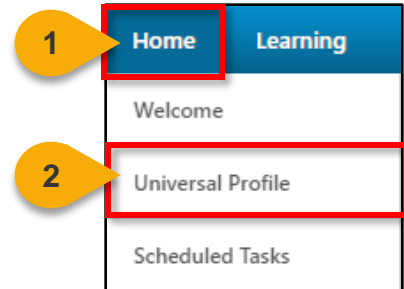 1 Home Learning
Welcome
2 Universal Profile
Scheduled Tasks